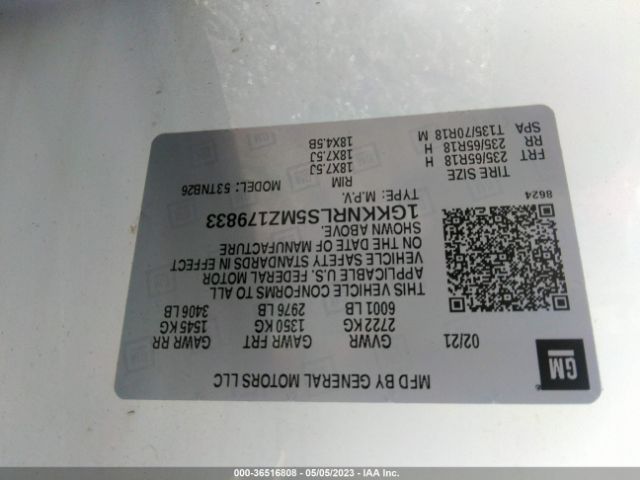 MFD BY GENERAL MOTORS LLC
GM
02/21
GVWR
2722 KG
6001 LB
GAWR FRT
1350 KG
2976 LB
GAWR RR
1545 KG
3406 LB
THIS VEHICLE CONFORMS TO ALL
APPLICABLE U.S. FEDERAL MOTOR
VEHICLE SAFETY STANDARDS IN EFFECT
ON THE DATE OF MANUFACTURE
SHOWN ABOVE.
1GKKNRLS5MZ179833
TYPE: M.P.V.
MODEL: 53TNB26
8624
TIRE SIZE
RIM
FRT 235/65R18 H 18X7.5J
RR 235/65R18 H 18X7.5J
SPA T135/70R18 M 18X4.5B
000-36516808 - 05/05/2023 - IAA Inc.